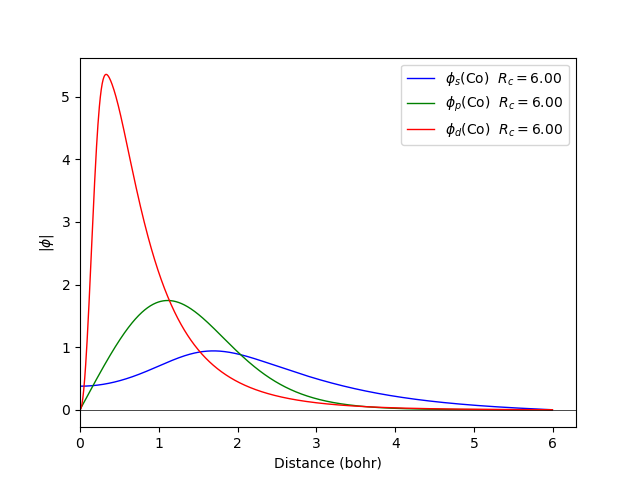 ϕs(Co) Rc = 6.00
ϕp(Co) Rc = 6.00
ϕd(Co) Rc = 6.00
5
4
3
2
1
0
|ϕ|
0 1 2 3 4 5 6
Distance (bohr)